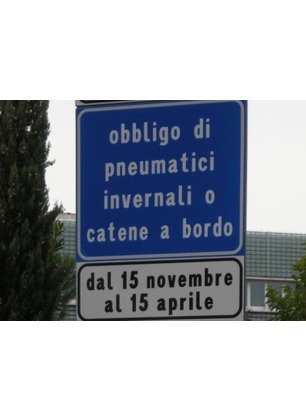 obbligo di
pneumatici
invernali o
catene a bordo
dal 15 novembre
al 15 aprile